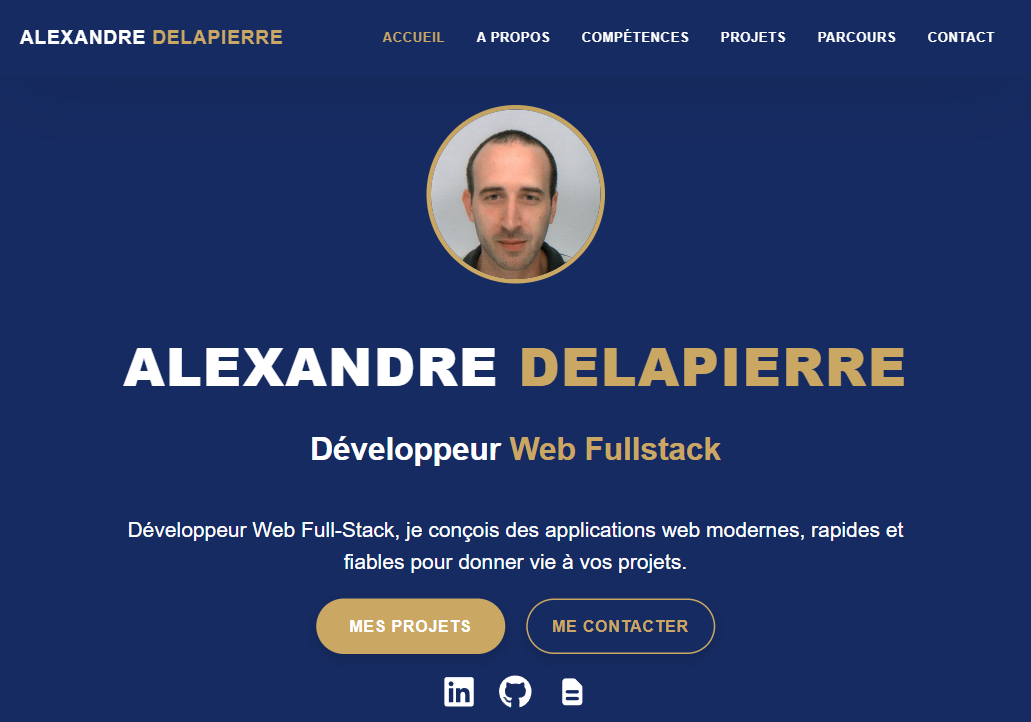 ALEXANDRE DELAPIERRE
ACCUEIL
A PROPOS
COMPÉTENCES
PROJETS
PARCOURS
CONTACT
ALEXANDRE DELAPIERRE
Développeur Web Fullstack
Développeur Web Full-Stack, je conçois des applications web modernes, rapides et
fiables pour donner vie à vos projets.
MES PROJETS
ME CONTACTER
in